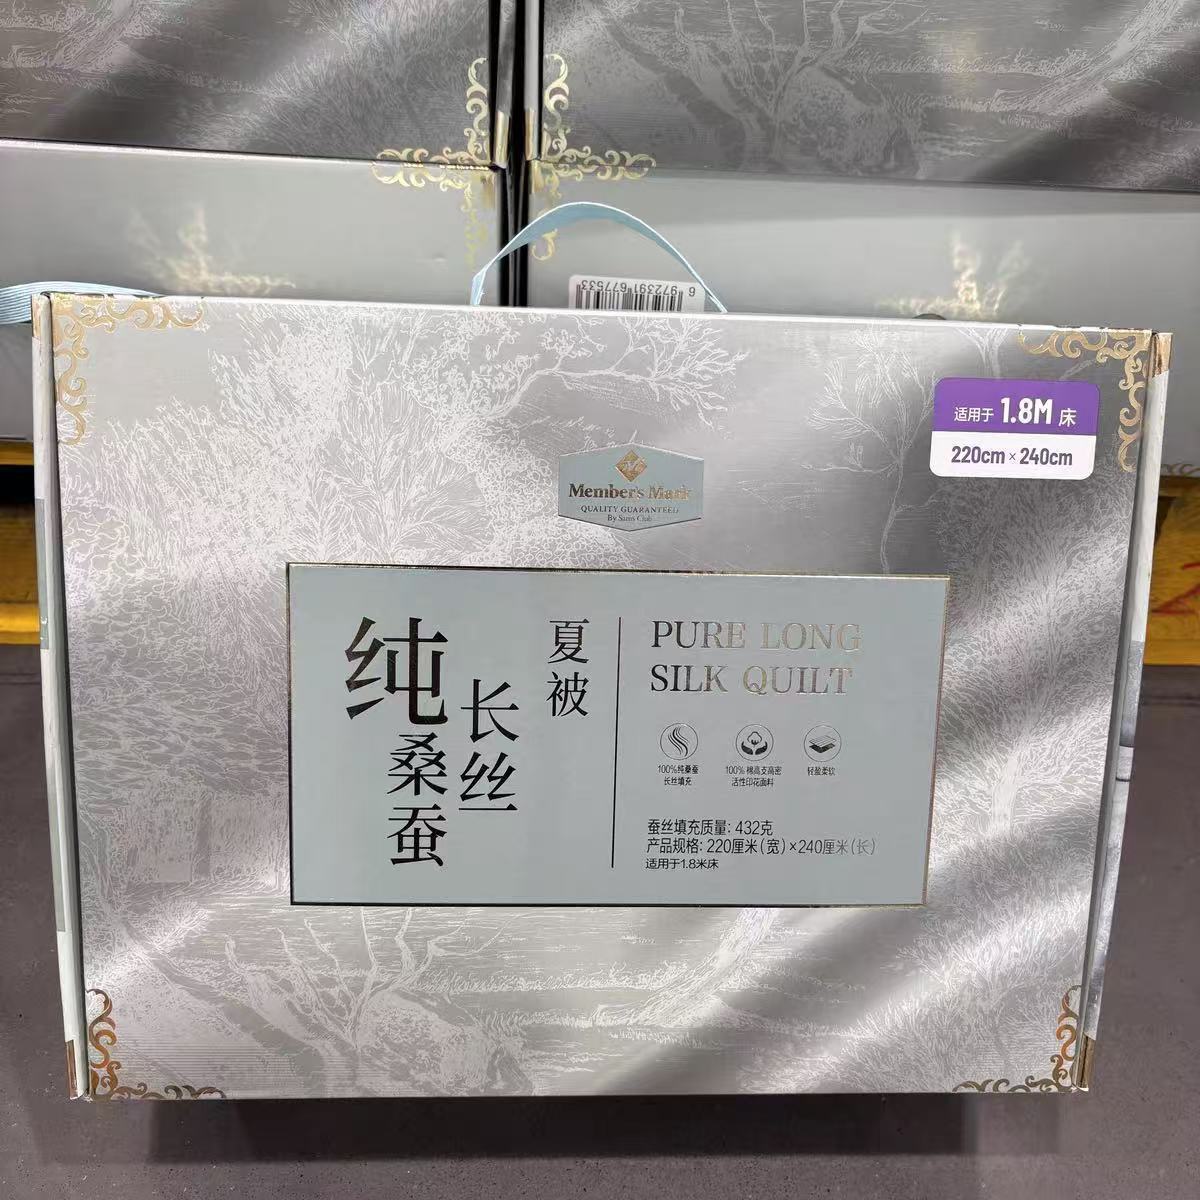 6 972391 677533
适用于 1.8M 床
220cm × 240cm
Member's Mark
QUALITY GUARANTEED
By Sam's Club
纯桑蚕
长丝
夏被
PURE LONG
SILK QUILT
100%纯桑蚕
长丝填充
100%棉高支高密
活性印花面料
轻盈柔软
蚕丝填充质量: 432克
产品规格: 220厘米(宽)×240厘米(长)
适用于1.8米床